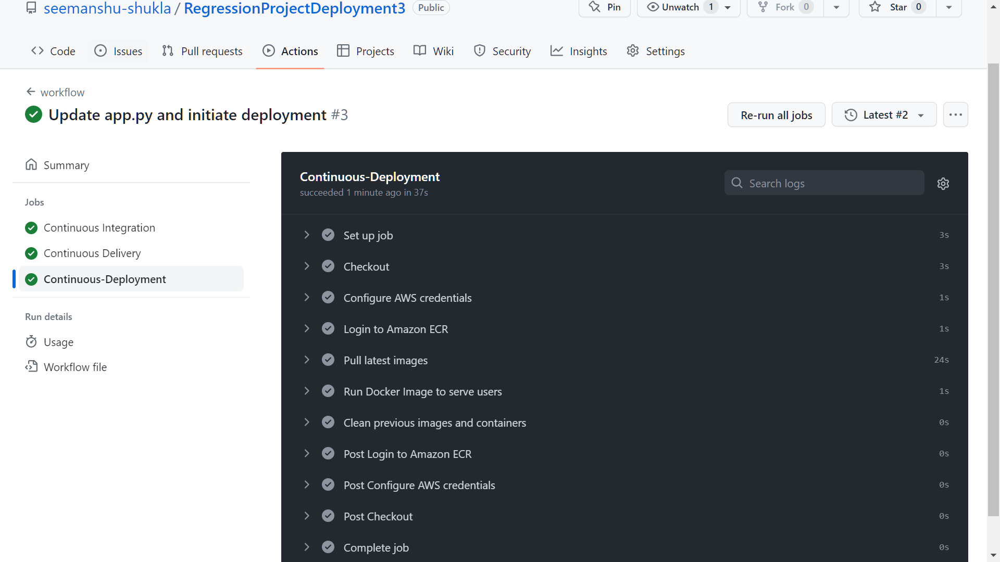 seemanshu-shukla / RegressionProjectDeployment3 Public
Pin Unwatch 1 Fork 0 Star 0
Code Issues Pull requests Actions Projects Wiki Security Insights Settings
workflow
Update app.py and initiate deployment #3
Re-run all jobs Latest #2
Summary
Jobs
Continuous Integration
Continuous Delivery
Continuous-Deployment
Run details
Usage
Workflow file
Continuous-Deployment
succeeded 1 minute ago in 37s
Search logs
Set up job 3s
Checkout 3s
Configure AWS credentials 1s
Login to Amazon ECR 1s
Pull latest images 24s
Run Docker Image to serve users 1s
Clean previous images and containers 0s
Post Login to Amazon ECR 0s
Post Configure AWS credentials 0s
Post Checkout 0s
Complete job 0s